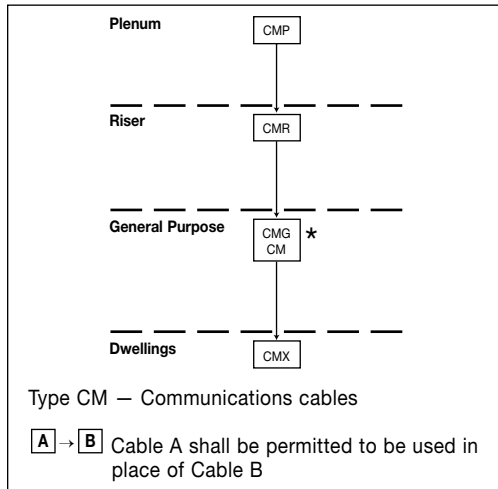 Plenum
CMP
Riser
CMR
General Purpose
CMG
CM
*
Dwellings
CMX
Type CM — Communications cables
A → B Cable A shall be permitted to be used in
place of Cable B